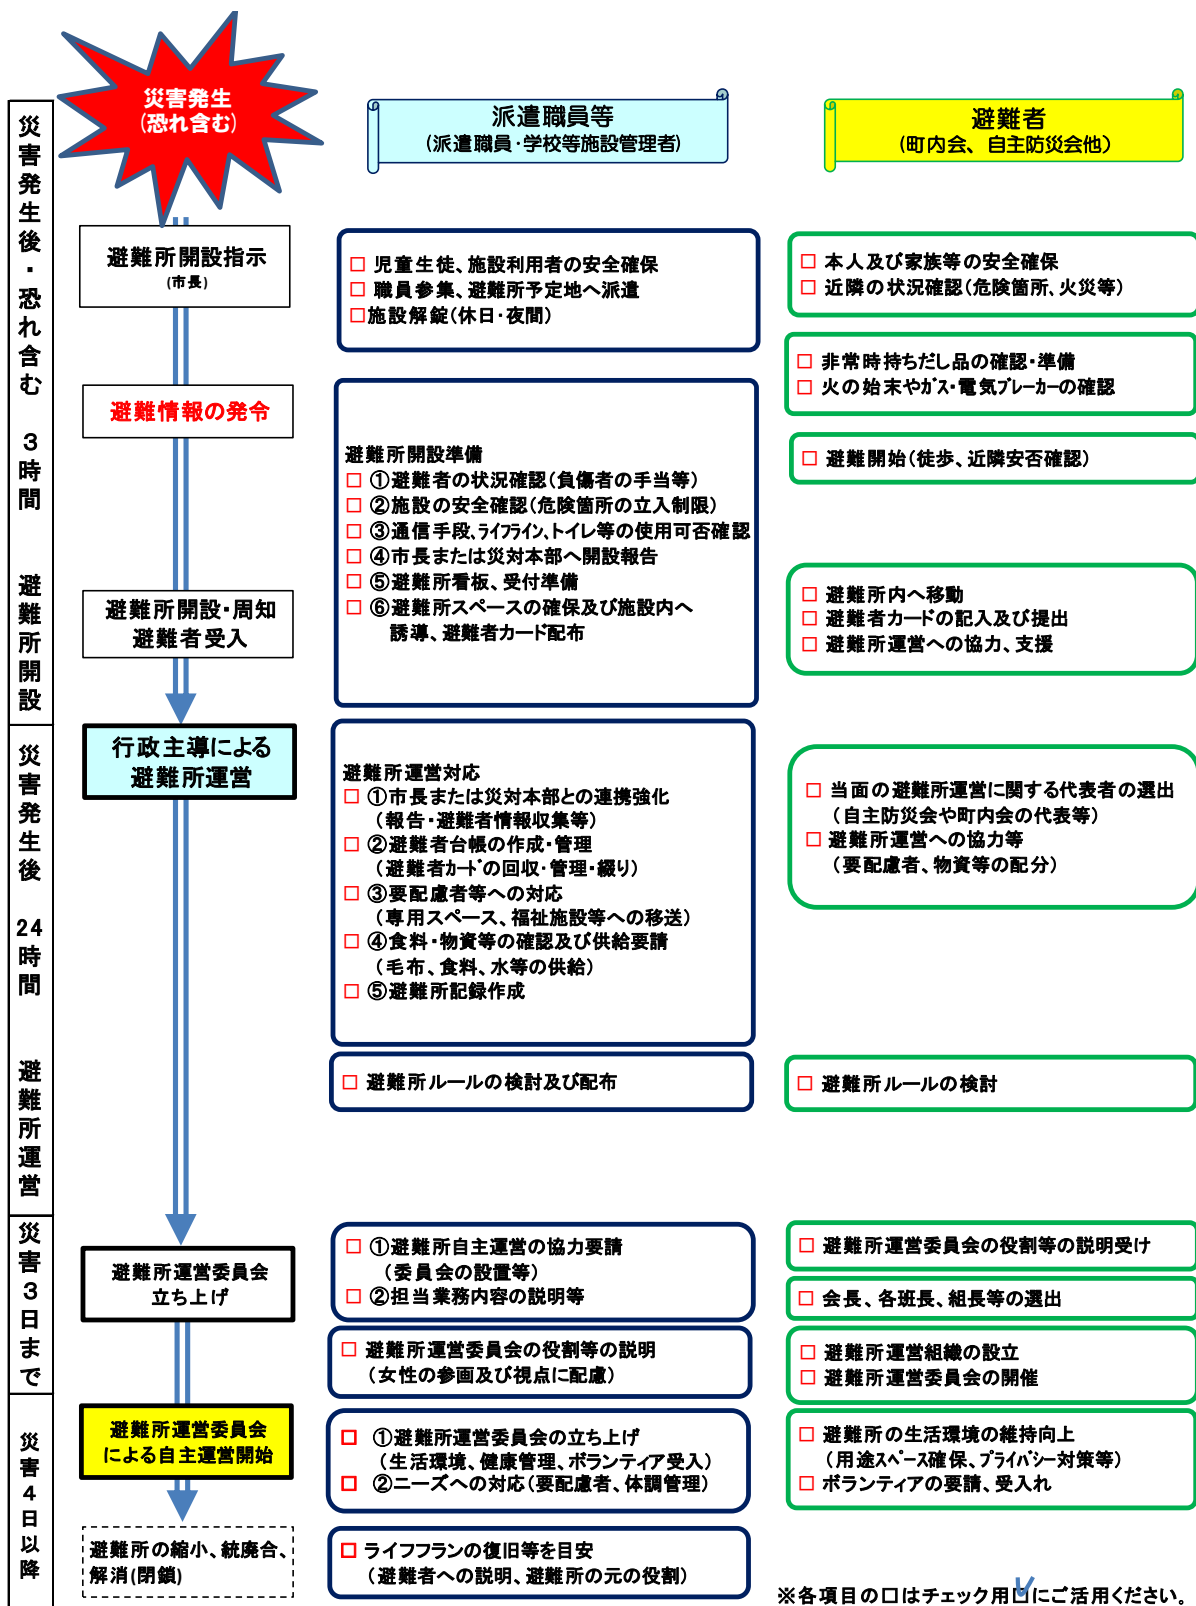 災害発生
(恐れ含む)
派遣職員等
(派遣職員・学校等施設管理者)
避難者
(町内会、自主防災会他)
災害発生後・恐れ含む　3時間　避難所開設
避難所開設指示
(市長)
□ 児童生徒、施設利用者の安全確保
□ 職員参集、避難所予定地へ派遣
□施設解錠(休日・夜間)
□ 本人及び家族等の安全確保
□ 近隣の状況確認(危険箇所、火災等)
□ 非常時持ちだし品の確認・準備
□ 火の始末やガス・電気ブレーカーの確認
避難情報の発令
□ 避難開始(徒歩、近隣安否確認)
避難所開設準備
□ ①避難者の状況確認(負傷者の手当等)
□ ②施設の安全確認(危険箇所の立入制限)
□ ③通信手段、ライフライン、トイレ等の使用可否確認
□ ④市長または災対本部へ開設報告
□ ⑤避難所看板、受付準備
□ ⑥避難所スペースの確保及び施設内へ
誘導、避難者カード配布
避難所開設・周知
避難者受入
□ 避難所内へ移動
□ 避難者カードの記入及び提出
□ 避難所運営への協力、支援
災害発生後　24時間　避難所運営
行政主導による
避難所運営
避難所運営対応
□ ①市長または災対本部との連携強化
(報告・避難者情報収集等)
□ ②避難者台帳の作成・管理
(避難者カードの回収・管理・綴り)
□ ③要配慮者等への対応
(専用スペース、福祉施設等への移送)
□ ④食料・物資等の確認及び供給要請
(毛布、食料、水等の供給)
□ ⑤避難所記録作成
□ 当面の避難所運営に関する代表者の選出
(自主防災会や町内会の代表等)
□ 避難所運営への協力等
(要配慮者、物資等の配分)
□ 避難所ルールの検討及び配布
□ 避難所ルールの検討
災害3日まで
避難所運営委員会
立ち上げ
□ ①避難所自主運営の協力要請
(委員会の設置等)
□ ②担当業務内容の説明等
□ 避難所運営委員会の役割等の説明受け
□ 会長、各班長、組長等の選出
□ 避難所運営委員会の役割等の説明
(女性の参画及び視点に配慮)
□ 避難所運営組織の設立
□ 避難所運営委員会の開催
災害4日以降
避難所運営委員会
による自主運営開始
□ ①避難所運営委員会の立ち上げ
(生活環境、健康管理、ボランティア受入)
□ ②ニーズへの対応(要配慮者、体調管理)
□ 避難所の生活環境の維持向上
(用途スペース確保、プライバシー対策等)
□ ボランティアの要請、受入れ
避難所の縮小、統廃合、
解消(閉鎖)
□ ライフフランの復旧等を目安
(避難者への説明、避難所の元の役割)
※各項目の口はチェック用口にご活用ください。